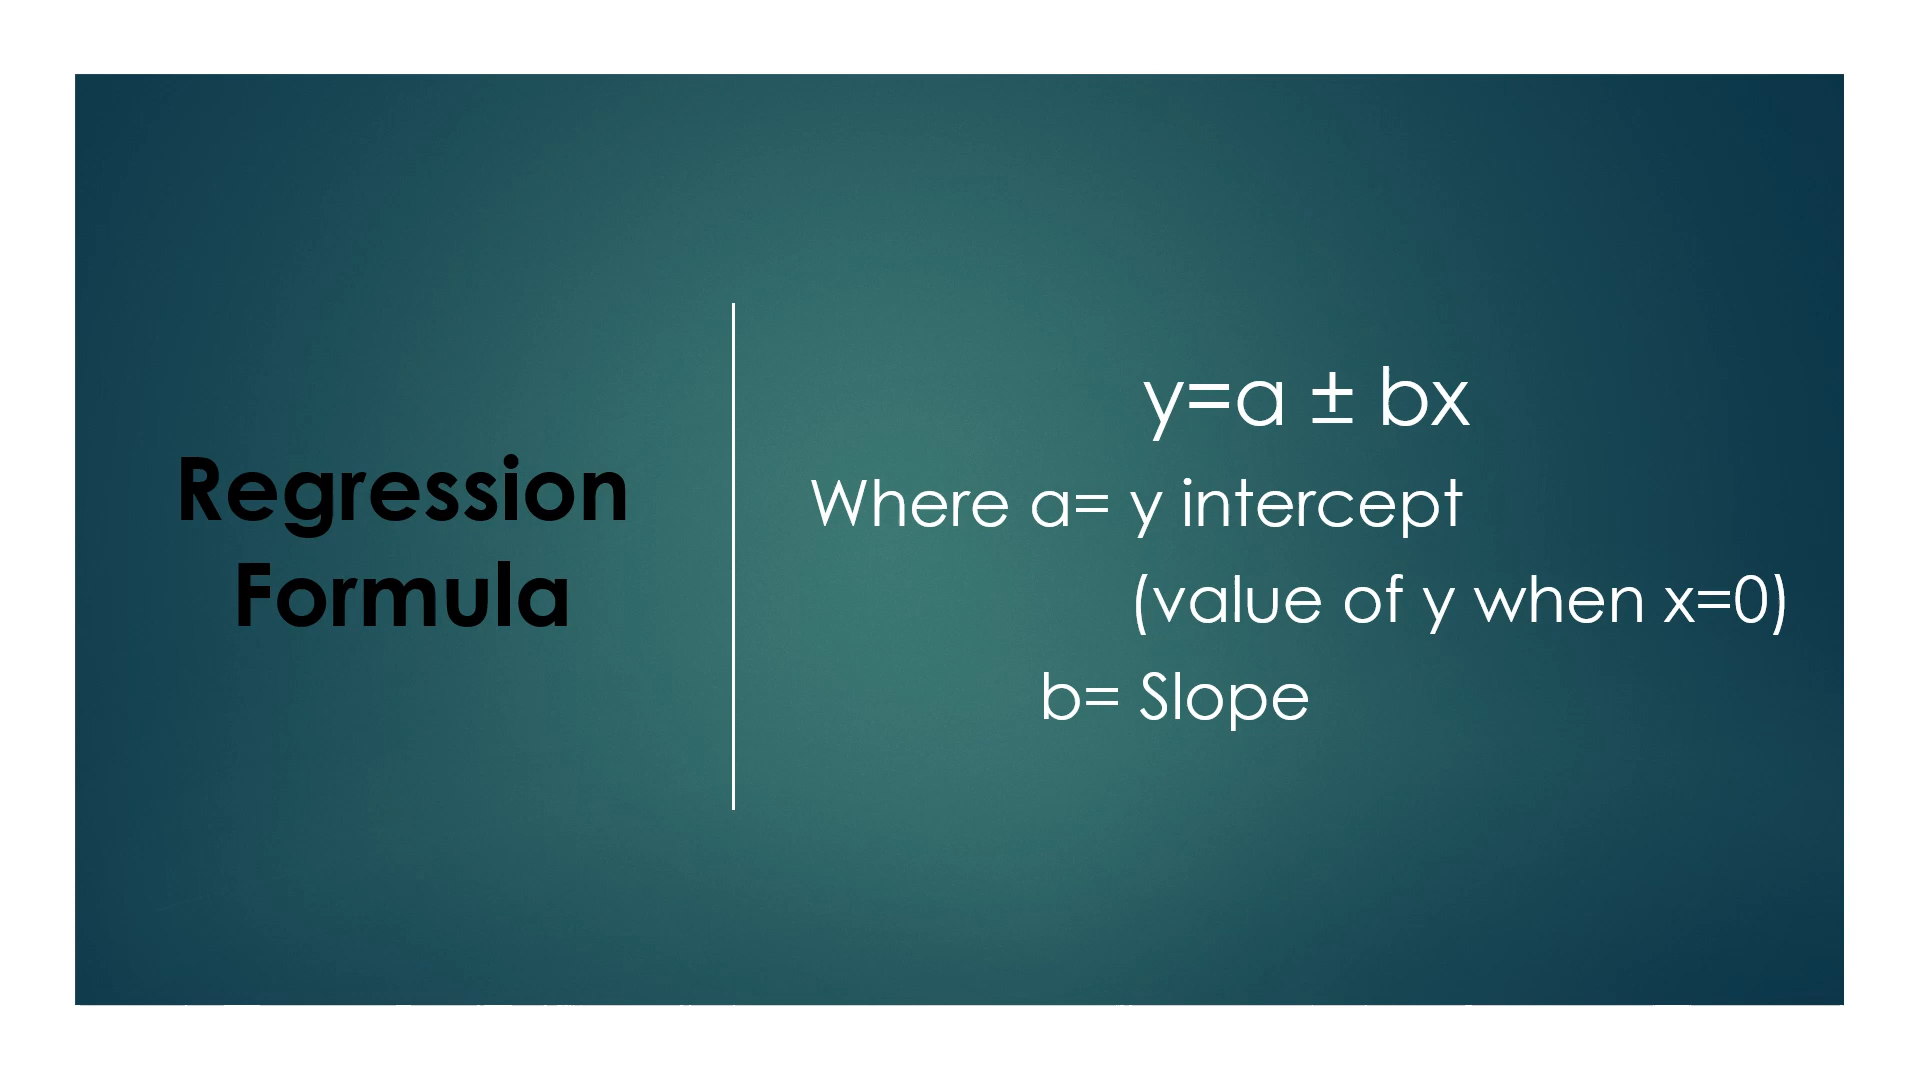 Regression
Formula
y=a ± bx
Where a= y intercept
(value of y when x=0)
b= Slope